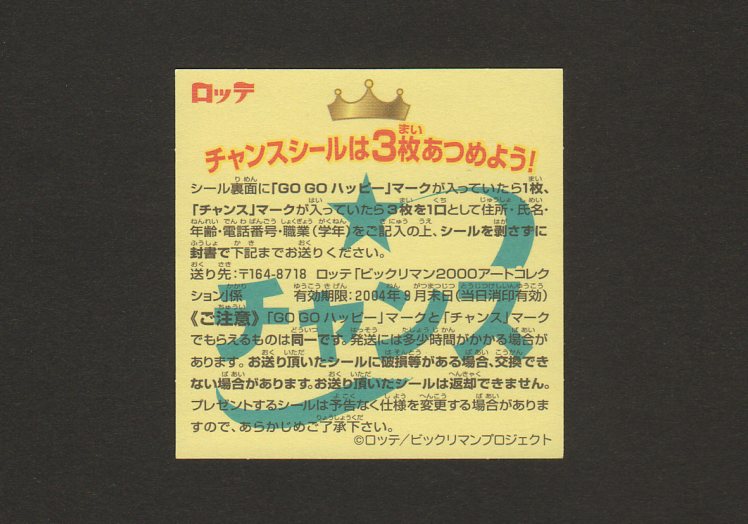 ロッテ
チャンスシールは3枚あつめよう!
シール裏面に「GO GO ハッピー」マークが入っていたら1枚、
「チャンス」マークが入っていたら3枚を1口として住所・氏名・
年齢・電話番号・職業(学年)をご記入の上、シールを剥さずに
封書で下記までお送りください。
送り先:〒164-8718 ロッテ「ビックリマン2000アートコレク
ション」係 有効期限:2004年9月末日(当日消印有効)
《ご注意》「GO GO ハッピー」マークと「チャンス」マーク
でもらえるものは同一です。発送には多少時間がかかる場合が
あります。お送り頂いたシールに破損等がある場合、交換でき
ない場合があります。お送り頂いたシールは返却できません。
プレゼントするシールは予告なく仕様を変更する場合がありま
すので、あらかじめご了承下さい。
©ロッテ/ビックリマンプロジェクト
チャンス